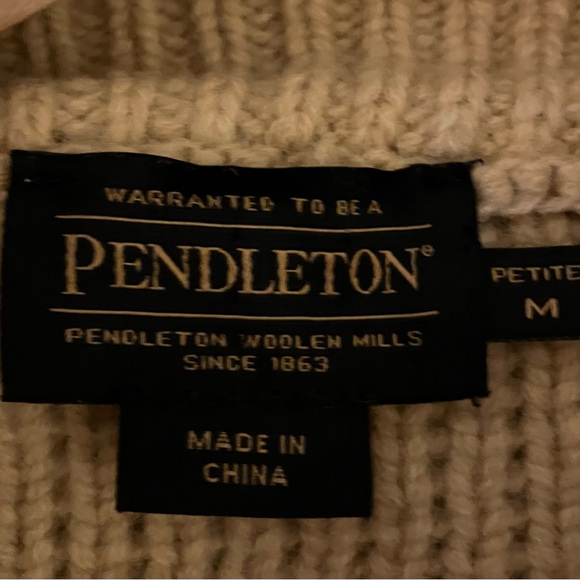 WARRANTED TO BE A
PENDLETON®
PENDLETON WOOLEN MILLS
SINCE 1863
PETITE
M
MADE IN
CHINA